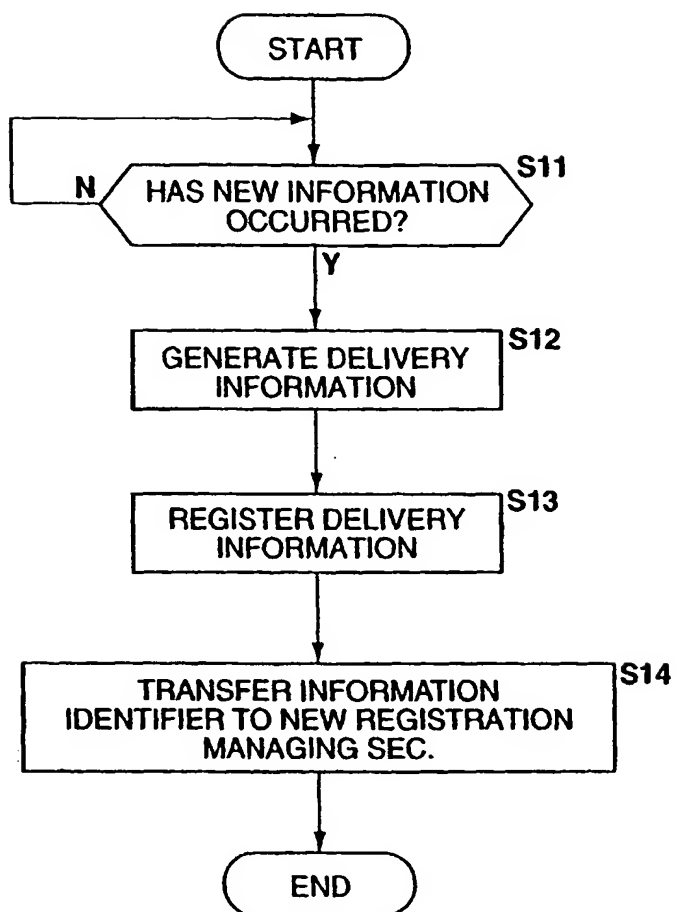 START
S11
N
HAS NEW INFORMATION
OCCURRED?
Y
S12
GENERATE DELIVERY
INFORMATION
S13
REGISTER DELIVERY
INFORMATION
S14
TRANSFER INFORMATION
IDENTIFIER TO NEW REGISTRATION
MANAGING SEC.
END